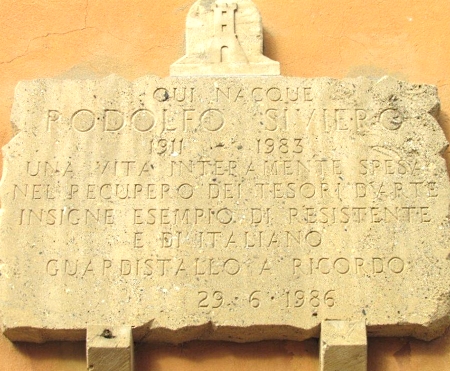 QUI NACQUE
RODOLFO SIVIERO
1911 - 1983
UNA VITA INTERAMENTE SPESA
NEL RECUPERO DEI TESORI D'ARTE
INSIGNE ESEMPIO DI RESISTENTE
E DI ITALIANO
GUARDISTALLO A RICORDO
29 · 6 · 1986